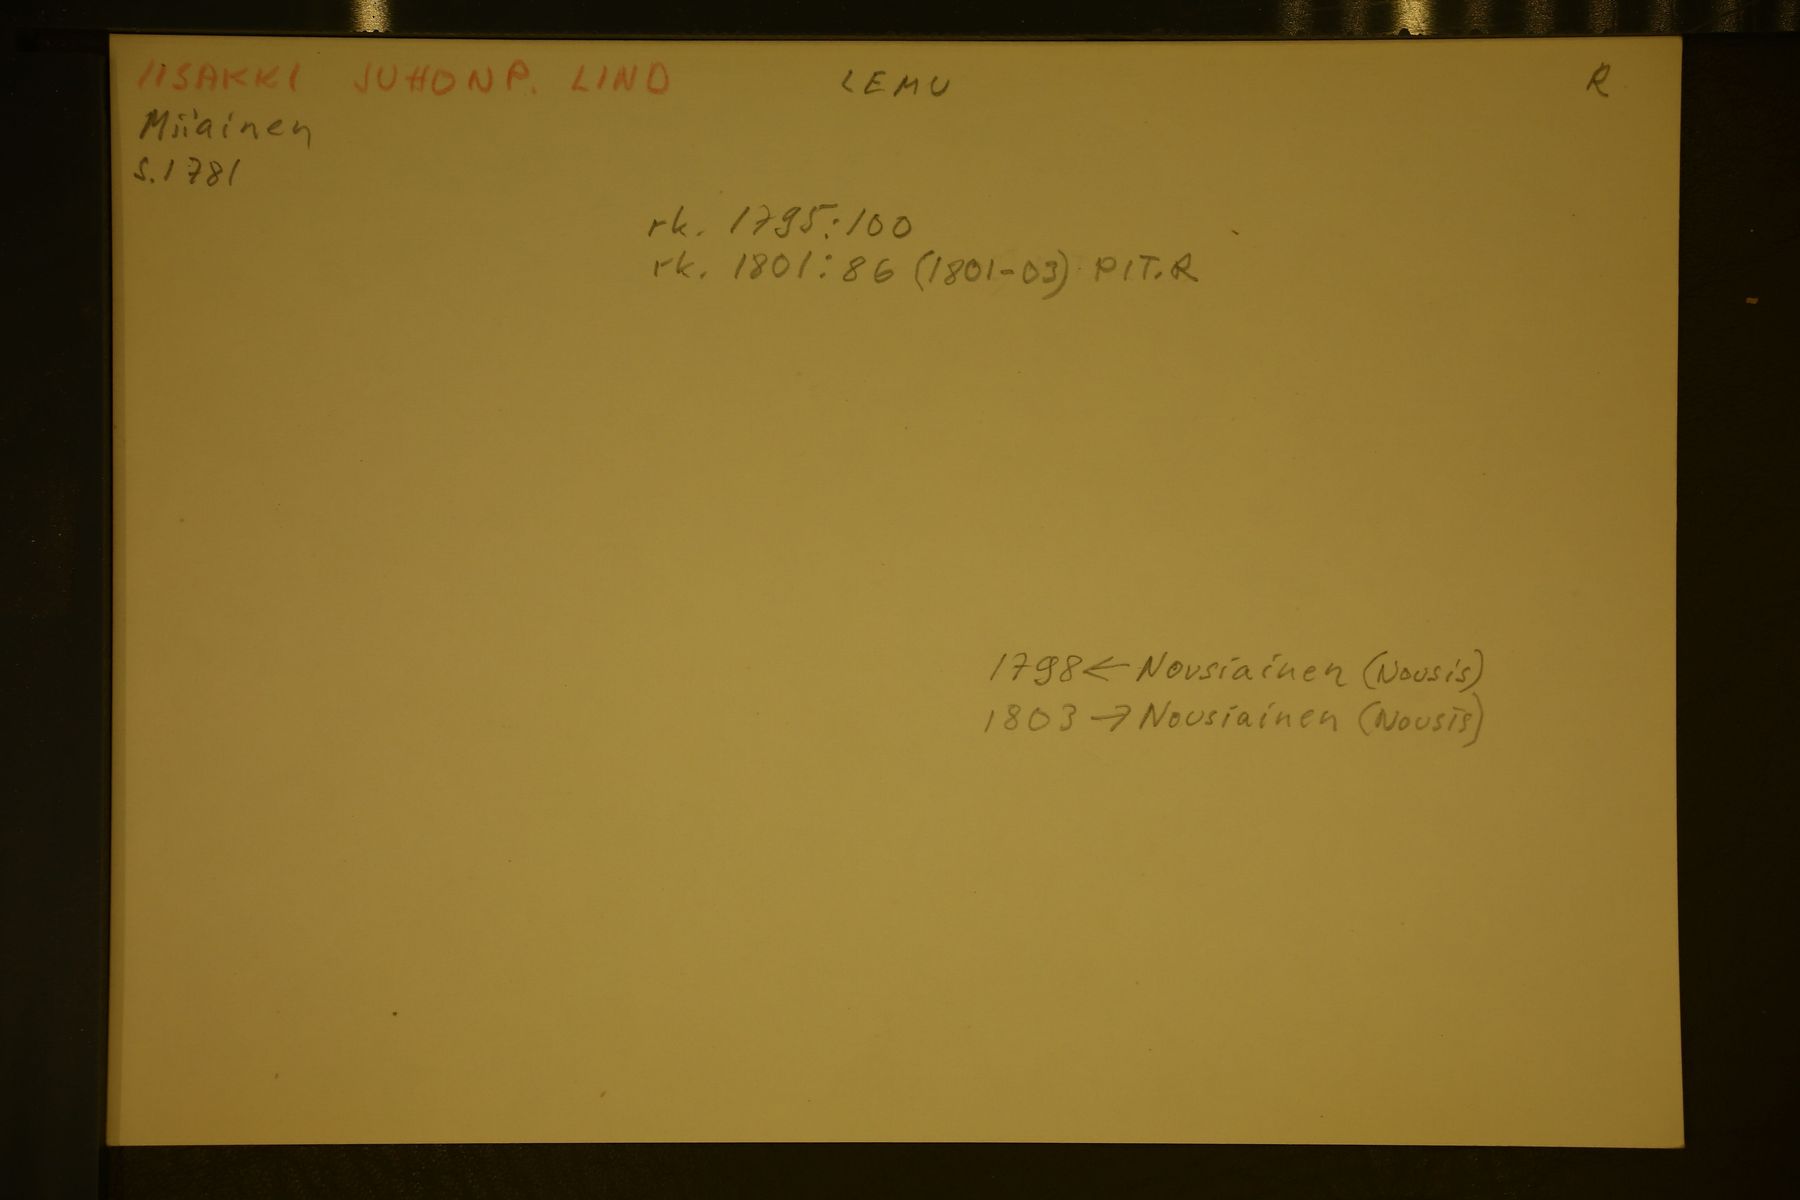 IISAKKI JUHONP. LIND LEMU R
Miiainen
S. 1781
rk. 1795:100
rk. 1801:86 (1801-03) PIT.R
1798 ← Nousiainen (Nousis)
1803 → Nousiainen (Nousis)